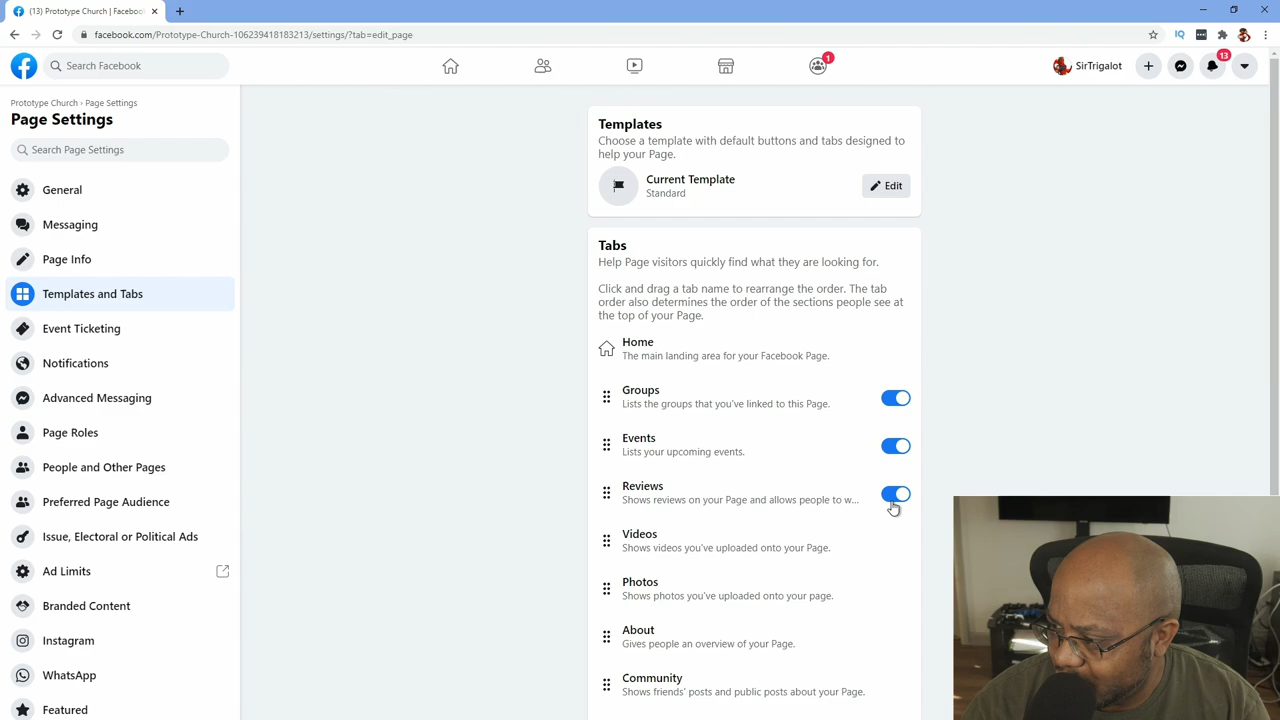 (13) Prototype Church | Facebook
facebook.com/Prototype-Church-106239418183213/settings/?tab=edit_page
IQ
Search Facebook
1
SirTrigalot
13
Prototype Church › Page Settings
Page Settings
Search Page Settings
General
Messaging
Page Info
Templates and Tabs
Event Ticketing
Notifications
Advanced Messaging
Page Roles
People and Other Pages
Preferred Page Audience
Issue, Electoral or Political Ads
Ad Limits
Branded Content
Instagram
WhatsApp
Featured
Templates
Choose a template with default buttons and tabs designed to
help your Page.
Current Template
Standard
Edit
Tabs
Help Page visitors quickly find what they are looking for.
Click and drag a tab name to rearrange the order. The tab
order also determines the order of the sections people see at
the top of your Page.
Home
The main landing area for your Facebook Page.
Groups
Lists the groups that you've linked to this Page.
Events
Lists your upcoming events.
Reviews
Shows reviews on your Page and allows people to w...
Videos
Shows videos you've uploaded onto your Page.
Photos
Shows photos you've uploaded onto your page.
About
Gives people an overview of your Page.
Community
Shows friends' posts and public posts about your Page.